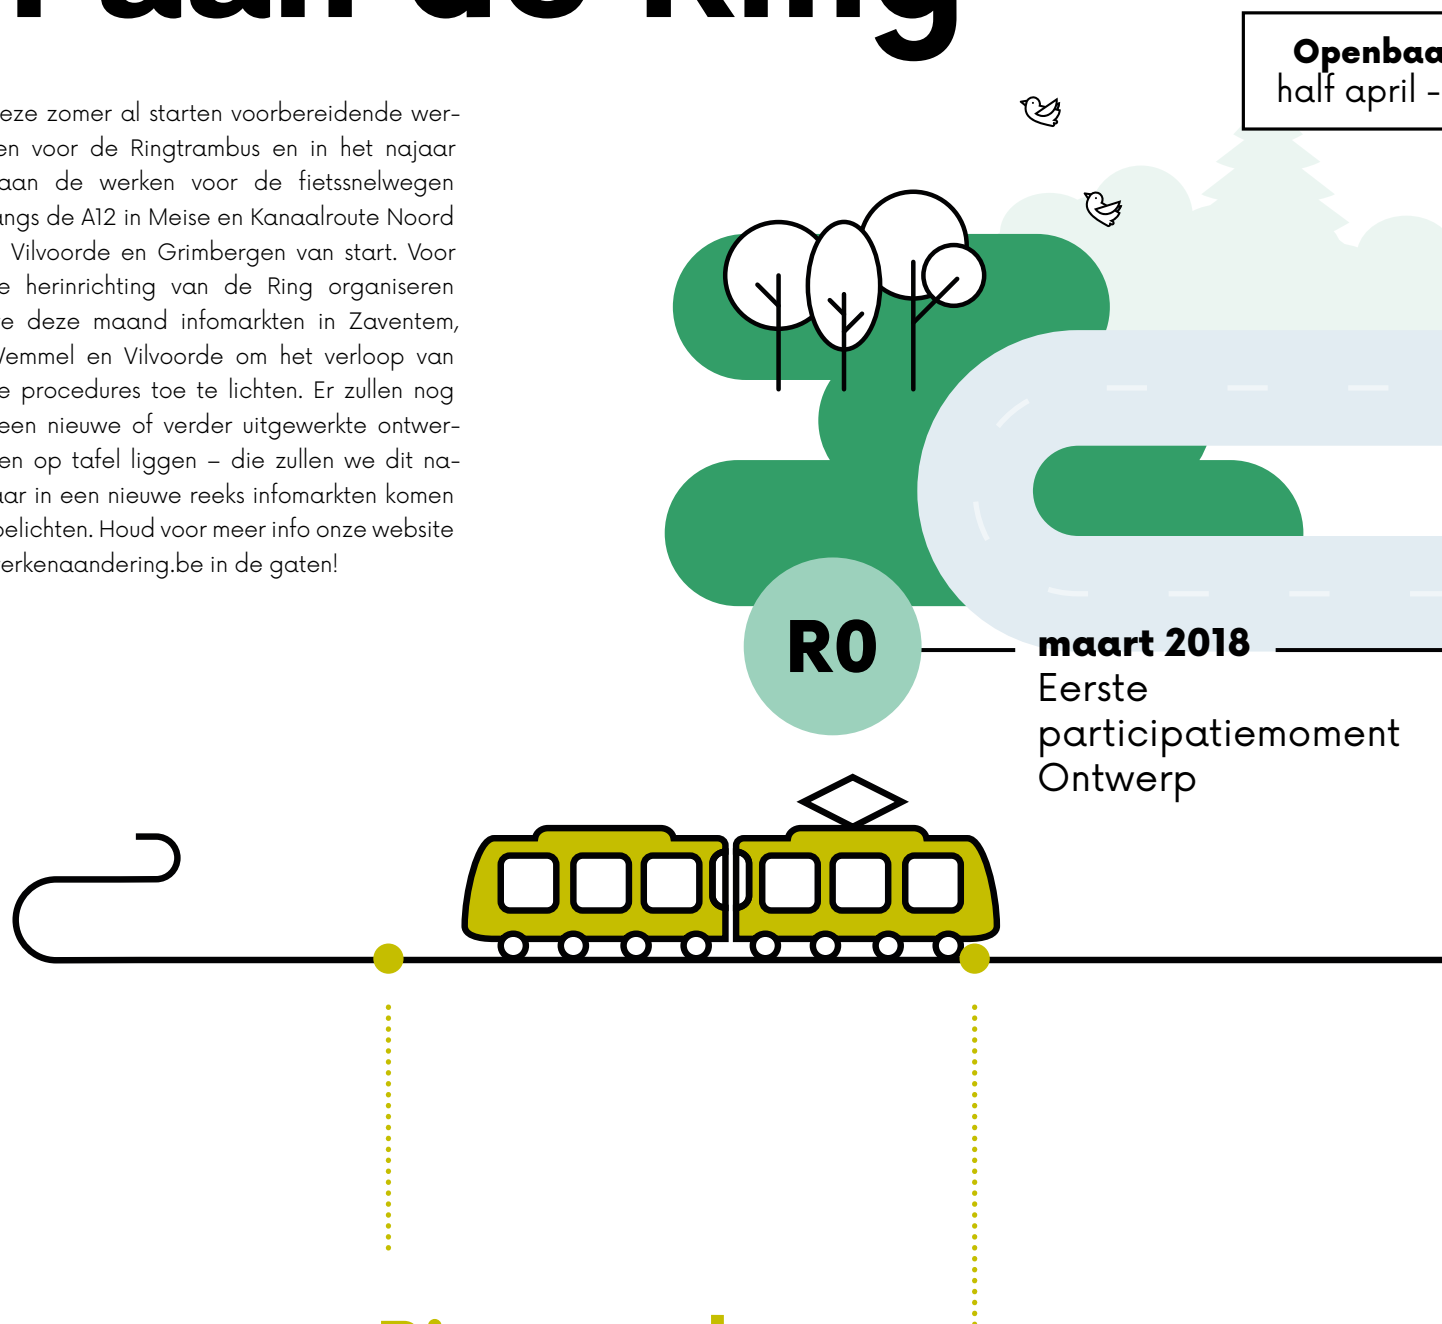 aan de Ring
Openbaa
half april -
eze zomer al starten voorbereidende wer-
en voor de Ringtrambus en in het najaar
aan de werken voor de fietssnelwegen
angs de A12 in Meise en Kanaalroute Noord
Vilvoorde en Grimbergen van start. Voor
e herinrichting van de Ring organiseren
e deze maand infomarkten in Zaventem,
emmel en Vilvoorde om het verloop van
e procedures toe te lichten. Er zullen nog
een nieuwe of verder uitgewerkte ontwer-
en op tafel liggen – die zullen we dit na-
aar in een nieuwe reeks infomarkten komen
belichten. Houd voor meer info onze website
erkenaandering.be in de gaten!
R0
maart 2018
Eerste
participatiemoment
Ontwerp